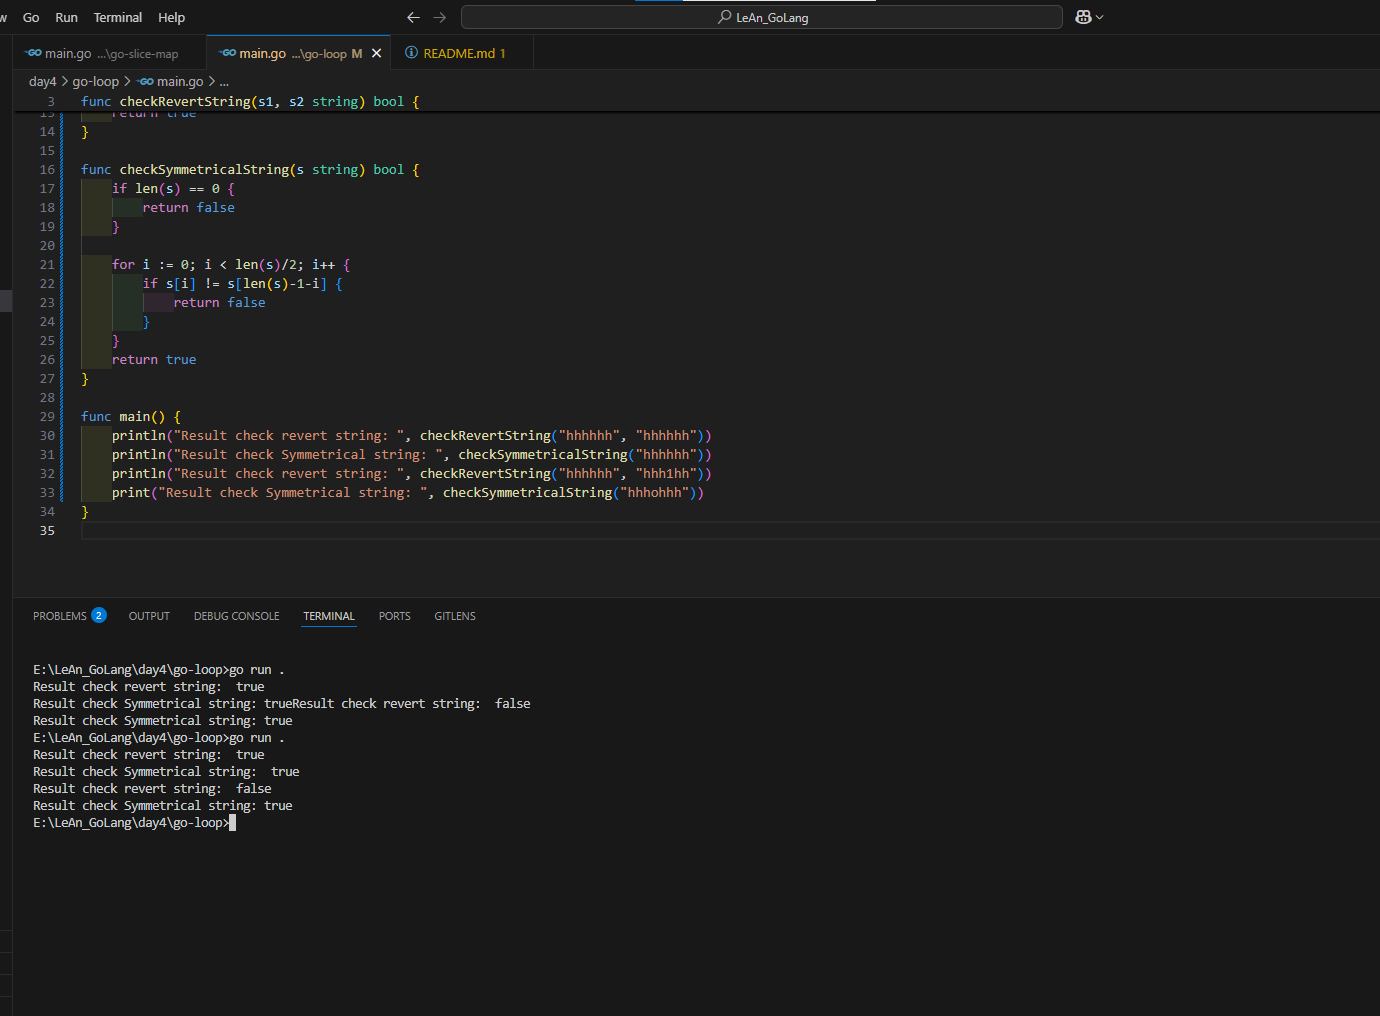 w Go Run Terminal Help LeAn_GoLang
main.go ...\go-slice-map main.go ...\go-loop M README.md 1
day4 > go-loop > main.go > ...
3 func checkRevertString(s1, s2 string) bool {
13 return true
14 }
15
16 func checkSymmetricalString(s string) bool {
17 if len(s) == 0 {
18 return false
19 }
20
21 for i := 0; i < len(s)/2; i++ {
22 if s[i] != s[len(s)-1-i] {
23 return false
24 }
25 }
26 return true
27 }
28
29 func main() {
30 println("Result check revert string: ", checkRevertString("hhhhhh", "hhhhhh"))
31 println("Result check Symmetrical string: ", checkSymmetricalString("hhhhhh"))
32 println("Result check revert string: ", checkRevertString("hhhhhh", "hhh1hh"))
33 print("Result check Symmetrical string: ", checkSymmetricalString("hhhohhh"))
34 }
35
PROBLEMS 2 OUTPUT DEBUG CONSOLE TERMINAL PORTS GITLENS
E:\LeAn_GoLang\day4\go-loop>go run .
Result check revert string:  true
Result check Symmetrical string: trueResult check revert string:  false
Result check Symmetrical string: true
E:\LeAn_GoLang\day4\go-loop>go run .
Result check revert string:  true
Result check Symmetrical string:  true
Result check revert string:  false
Result check Symmetrical string: true
E:\LeAn_GoLang\day4\go-loop>